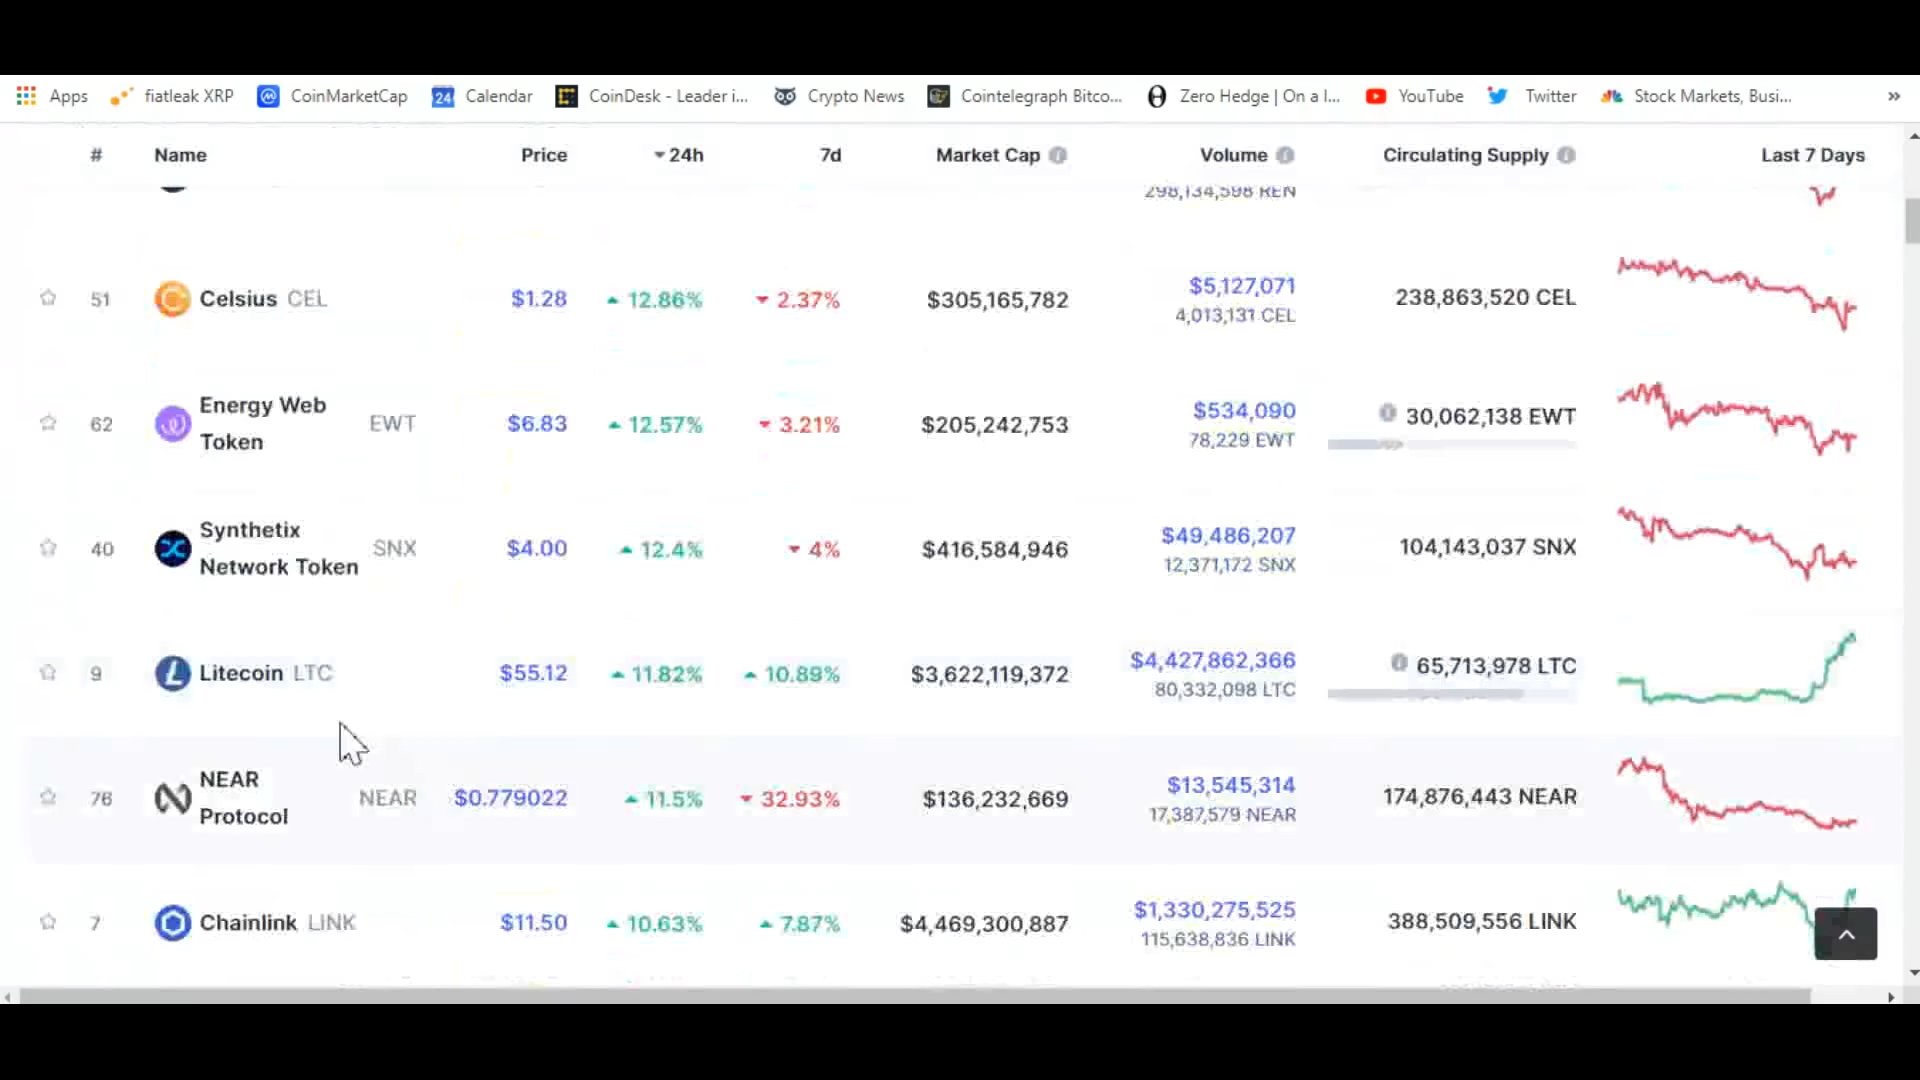 Apps fiatleak XRP CoinMarketCap 24 Calendar CoinDesk - Leader i... Crypto News Cointelegraph Bitco... Zero Hedge | On a l... YouTube Twitter Stock Markets, Busi... »
# Name Price 24h 7d Market Cap Volume Circulating Supply Last 7 Days
298,134,598 REN
51 Celsius CEL $1.28 12.86% 2.37% $305,165,782 $5,127,071 238,863,520 CEL
4,013,131 CEL
Energy Web
62 EWT $6.83 12.57% 3.21% $205,242,753 $534,090 30,062,138 EWT
Token 78,229 EWT
Synthetix
40 SNX $4.00 12.4% 4% $416,584,946 $49,486,207 104,143,037 SNX
Network Token 12,371,172 SNX
9 Litecoin LTC $55.12 11.82% 10.89% $3,622,119,372 $4,427,862,366 65,713,978 LTC
80,332,098 LTC
NEAR
76 NEAR $0.779022 11.5% 32.93% $136,232,669 $13,545,314 174,876,443 NEAR
Protocol 17,387,579 NEAR
7 Chainlink LINK $11.50 10.63% 7.87% $4,469,300,887 $1,330,275,525 388,509,556 LINK
115,638,836 LINK